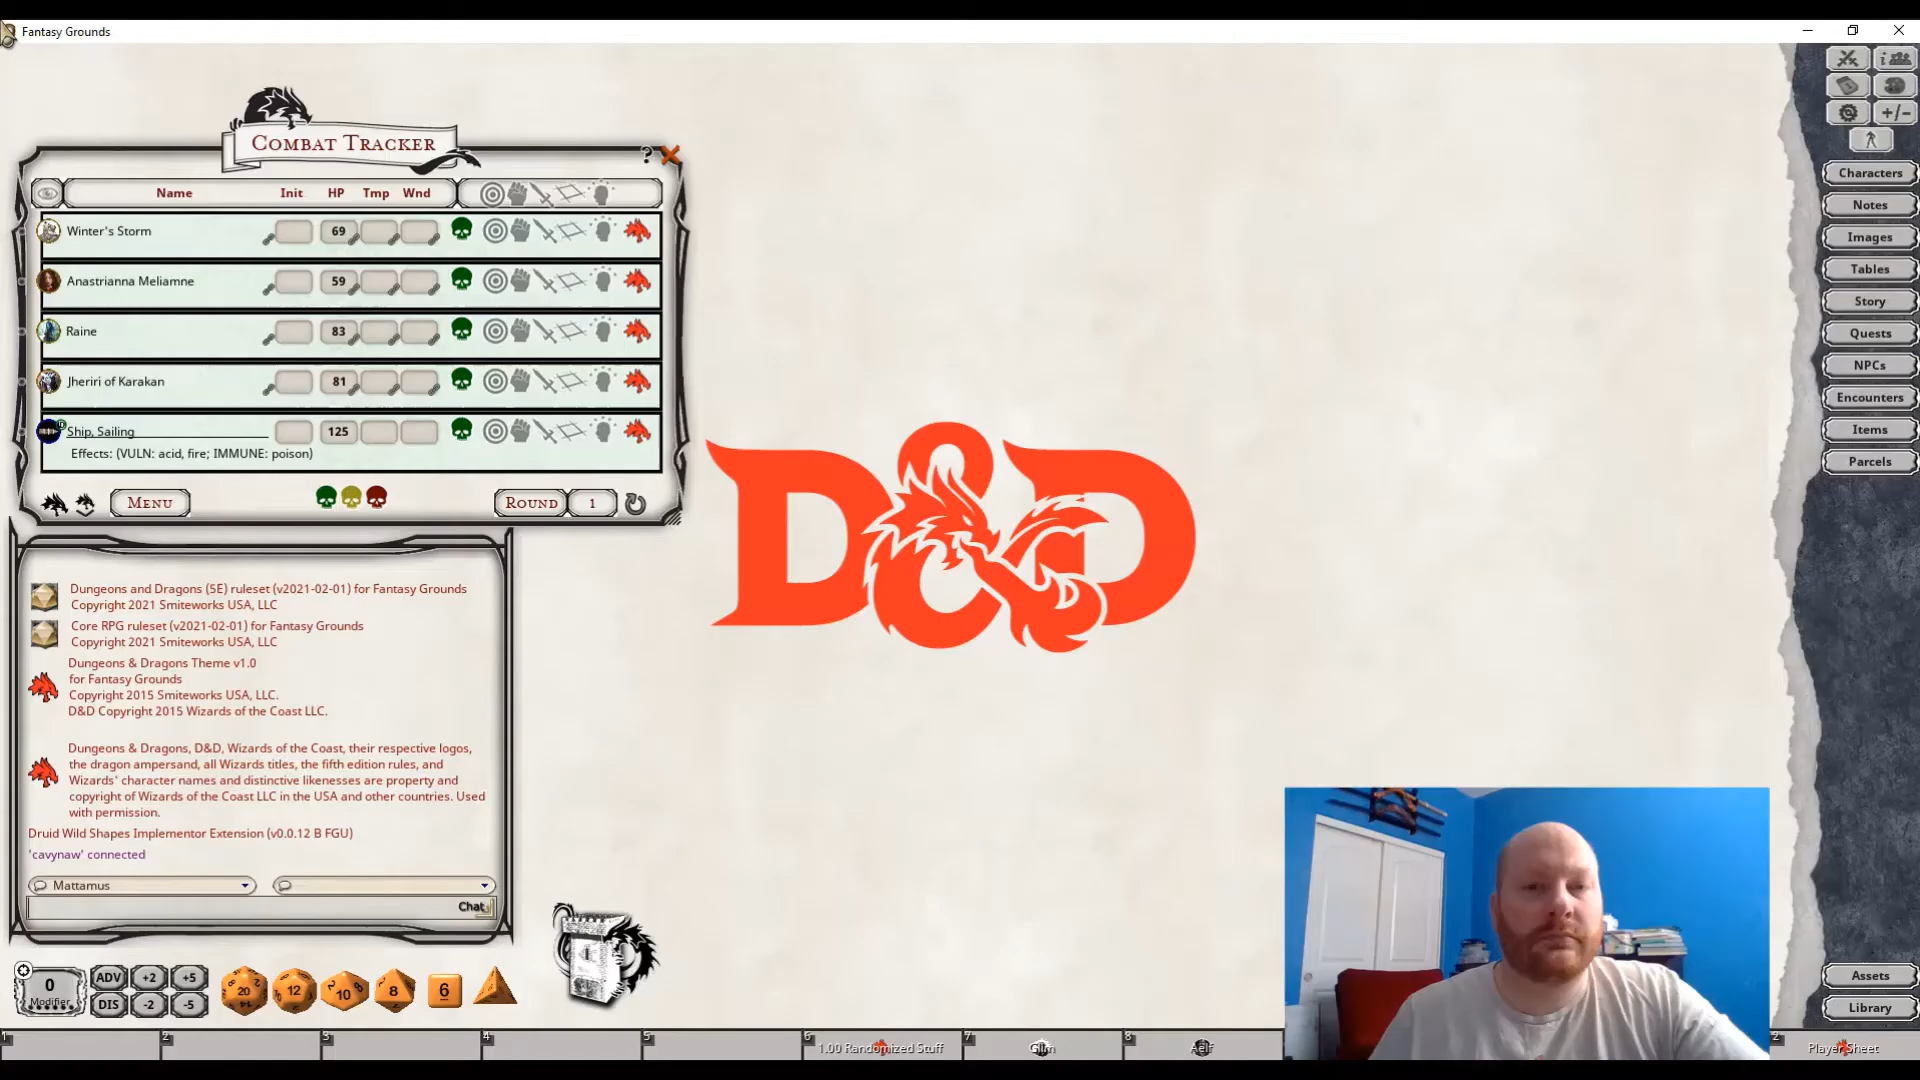 Fantasy Grounds
Combat Tracker
?
Name Init HP Tmp Wnd
Winter's Storm 69
Anastrianna Meliamne 59
Raine 83
Jheriri of Karakan 81
Ship, Sailing 125
Effects: (VULN: acid, fire; IMMUNE: poison)
Menu Round 1
Dungeons and Dragons (5E) ruleset (v2021-02-01) for Fantasy Grounds
Copyright 2021 Smiteworks USA, LLC
Core RPG ruleset (v2021-02-01) for Fantasy Grounds
Copyright 2021 Smiteworks USA, LLC
Dungeons & Dragons Theme v1.0
for Fantasy Grounds
Copyright 2015 Smiteworks USA, LLC.
D&D Copyright 2015 Wizards of the Coast LLC.
Dungeons & Dragons, D&D, Wizards of the Coast, their respective logos,
the dragon ampersand, all Wizards titles, the fifth edition rules, and
Wizards' character names and distinctive likenesses are property and
copyright of Wizards of the Coast LLC in the USA and other countries. Used
with permission.
Druid Wild Shapes Implementor Extension (v0.0.12 B FGU)
'cavynaw' connected
Mattamus
Chat
0
Modifier
ADV +2 +5
DIS -2 -5
20 12 10 8 6
D&D
+/-
Characters
Notes
Images
Tables
Story
Quests
NPCs
Encounters
Items
Parcels
Assets
Library
1 2 3 4 5 6 7 8 2
1.00 Randomized Stuff
Player Sheet